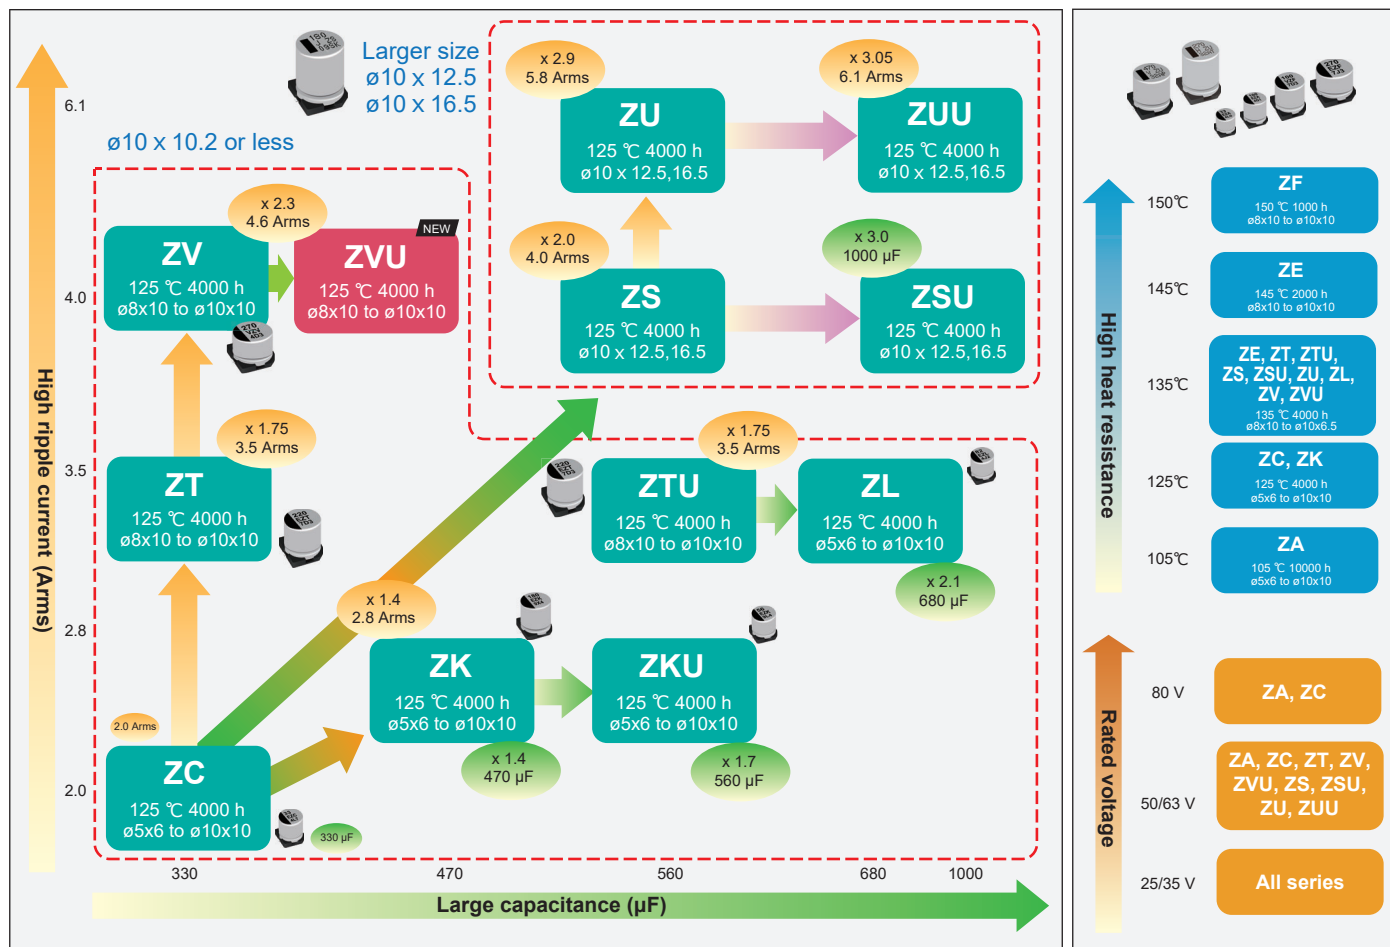 Larger size
ø10 x 12.5
ø10 x 16.5
ø10 x 10.2 or less
High ripple current (Arms)
6.1
4.0
3.5
2.8
2.0
x 2.9
5.8 Arms
ZU
125 ℃ 4000 h
ø10 x 12.5,16.5
x 3.05
6.1 Arms
ZUU
125 ℃ 4000 h
ø10 x 12.5,16.5
x 2.3
4.6 Arms
ZV
125 ℃ 4000 h
ø8x10 to ø10x10
NEW
ZVU
125 ℃ 4000 h
ø8x10 to ø10x10
x 2.0
4.0 Arms
ZS
125 ℃ 4000 h
ø10 x 12.5,16.5
x 3.0
1000 µF
ZSU
125 ℃ 4000 h
ø10 x 12.5,16.5
x 1.75
3.5 Arms
ZT
125 ℃ 4000 h
ø8x10 to ø10x10
x 1.75
3.5 Arms
ZTU
125 ℃ 4000 h
ø8x10 to ø10x10
ZL
125 ℃ 4000 h
ø5x6 to ø10x10
x 2.1
680 µF
x 1.4
2.8 Arms
ZK
125 ℃ 4000 h
ø5x6 to ø10x10
x 1.4
470 µF
ZKU
125 ℃ 4000 h
ø5x6 to ø10x10
x 1.7
560 µF
2.0 Arms
ZC
125 ℃ 4000 h
ø5x6 to ø10x10
330 µF
330
470
560
680
1000
Large capacitance (µF)
High heat resistance
150℃
ZF
150 ℃ 1000 h
ø8x10 to ø10x10
145℃
ZE
145 ℃ 2000 h
ø8x10 to ø10x10
135℃
ZE, ZT, ZTU,
ZS, ZSU, ZU, ZL,
ZV, ZVU
135 ℃ 4000 h
ø8x10 to ø10x6.5
125℃
ZC, ZK
125 ℃ 4000 h
ø5x6 to ø10x10
105℃
ZA
105 ℃ 10000 h
ø5x6 to ø10x10
Rated voltage
80 V
ZA, ZC
50/63 V
ZA, ZC, ZT, ZV,
ZVU, ZS, ZSU,
ZU, ZUU
25/35 V
All series